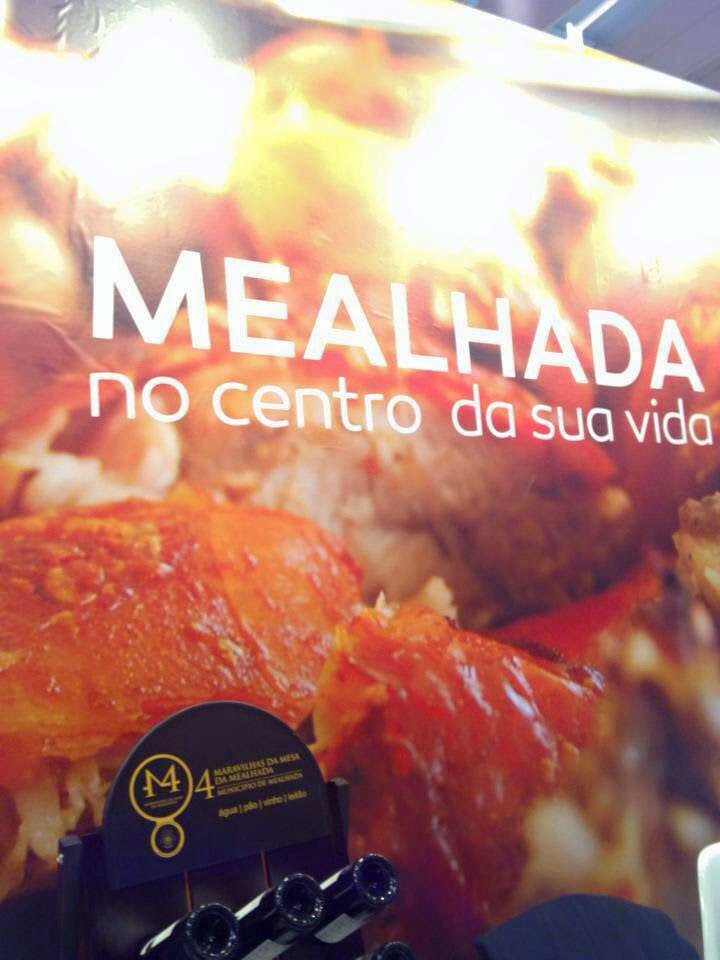 MEALHADA
no centro da sua vida
4 MARAVILHAS DA MESA
DA MEALHADA
MUNICÍPIO DE MEALHADA
água | pão | vinho | leitão